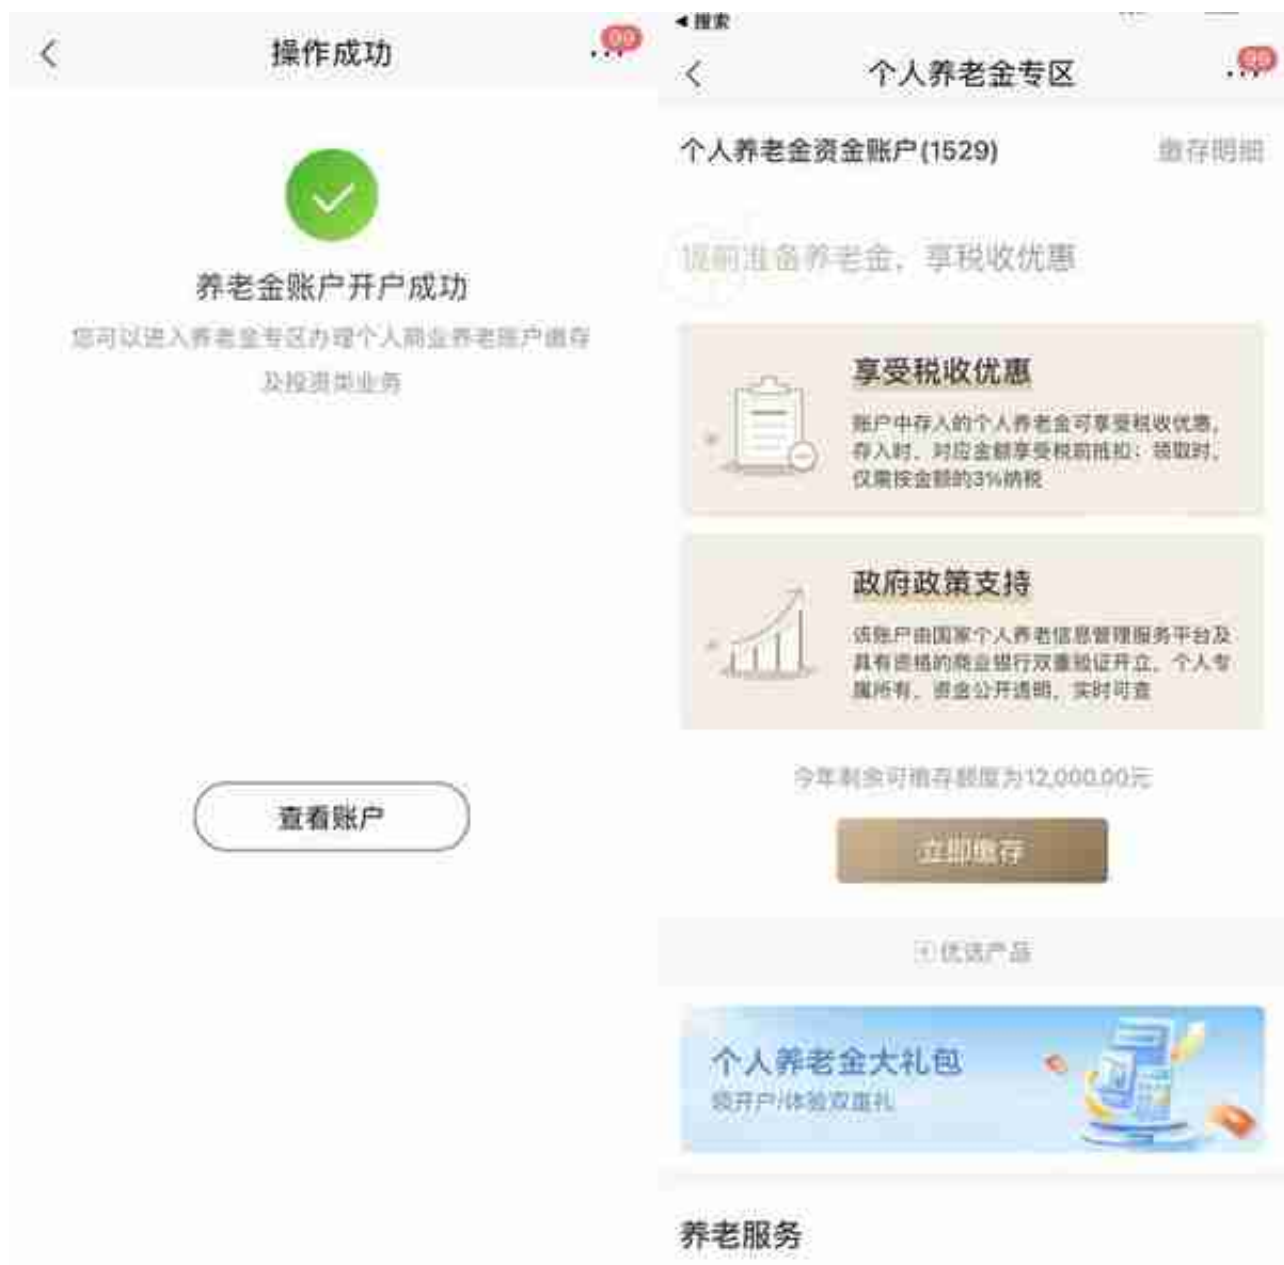 操作成功
99
养老金账户开户成功
您可以进入养老金专区办理个人商业养老账户缴存
及投资类业务
查看账户
搜索
个人养老金专区
99
个人养老金资金账户(1529)
缴存明细
提前准备养老金，享税收优惠
享受税收优惠
账户中存入的个人养老金可享受税收优惠，
存入时，对应金额享受税前抵扣；领取时，
仅需按金额的3%纳税
政府政策支持
该账户由国家个人养老信息管理服务平台及
具有资格的商业银行双重验证开立，个人专
属所有，资金公开透明，实时可查
今年剩余可缴存额度为12,000.00元
立即缴存
优选产品
个人养老金大礼包
领开户/体验双重礼
养老服务